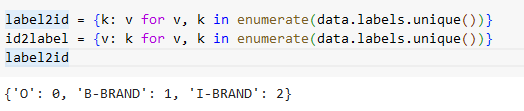 label2id = {k: v for v, k in enumerate(data.labels.unique())}
id2label = {v: k for v, k in enumerate(data.labels.unique())}
label2id
{'O': 0, 'B-BRAND': 1, 'I-BRAND': 2}